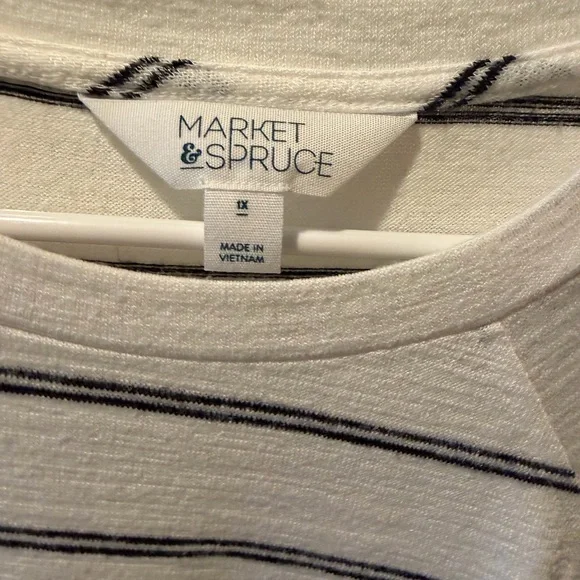 MARKET
&SPRUCE
1X
MADE IN
VIETNAM